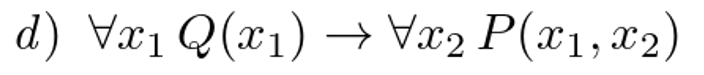 d) ∀x₁ Q(x₁) → ∀x₂ P(x₁, x₂)